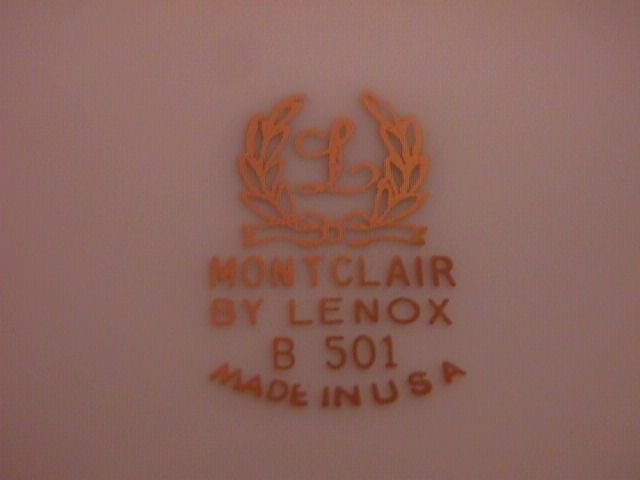 L
MONTCLAIR
BY LENOX
B 501
MADE IN USA